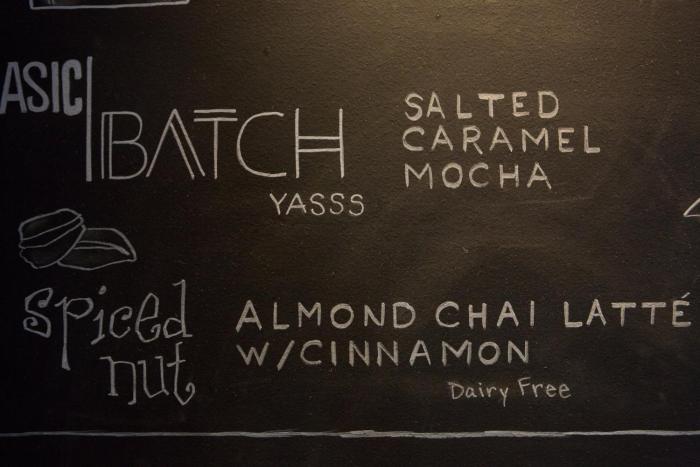 ASIC BATCH
YASSS
SALTED
CARAMEL
MOCHA
Spiced
nut
ALMOND CHAI LATTÉ
W/CINNAMON
Dairy Free